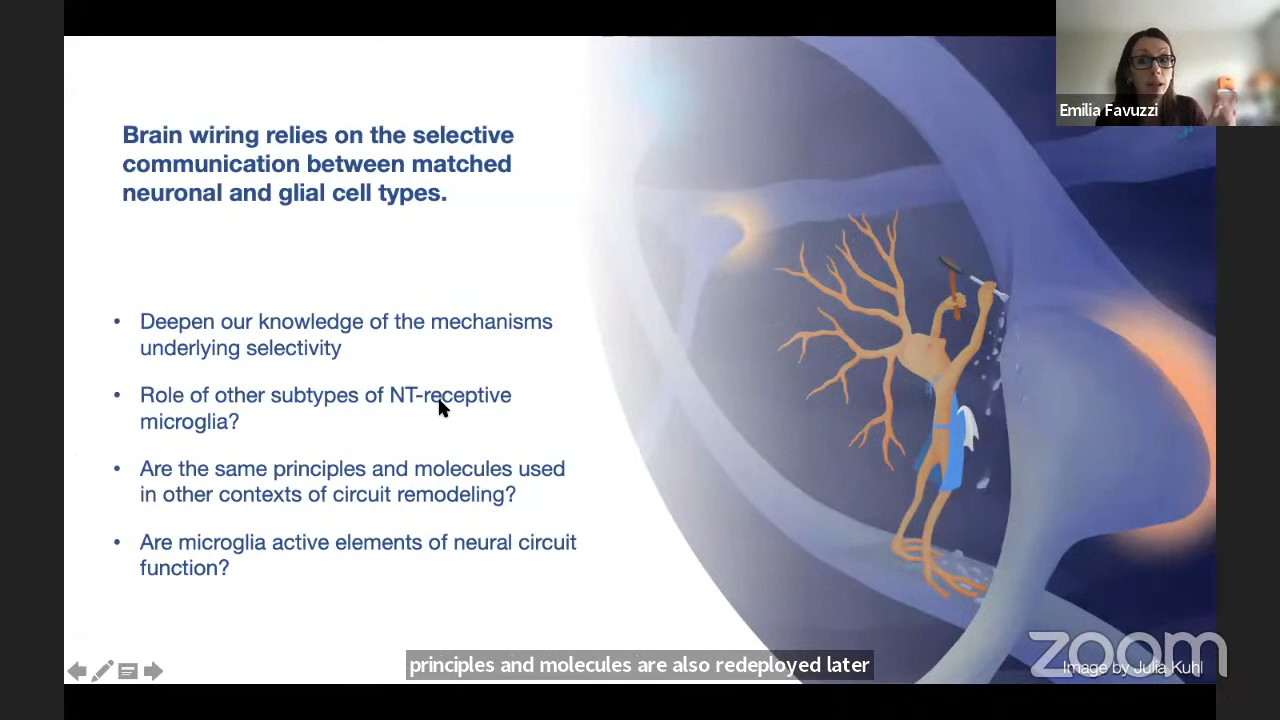 Emilia Favuzzi
Brain wiring relies on the selective
communication between matched
neuronal and glial cell types.
• Deepen our knowledge of the mechanisms
underlying selectivity
• Role of other subtypes of NT-receptive
microglia?
• Are the same principles and molecules used
in other contexts of circuit remodeling?
• Are microglia active elements of neural circuit
function?
principles and molecules are also redeployed later
zoom
Image by Julia Kuhl